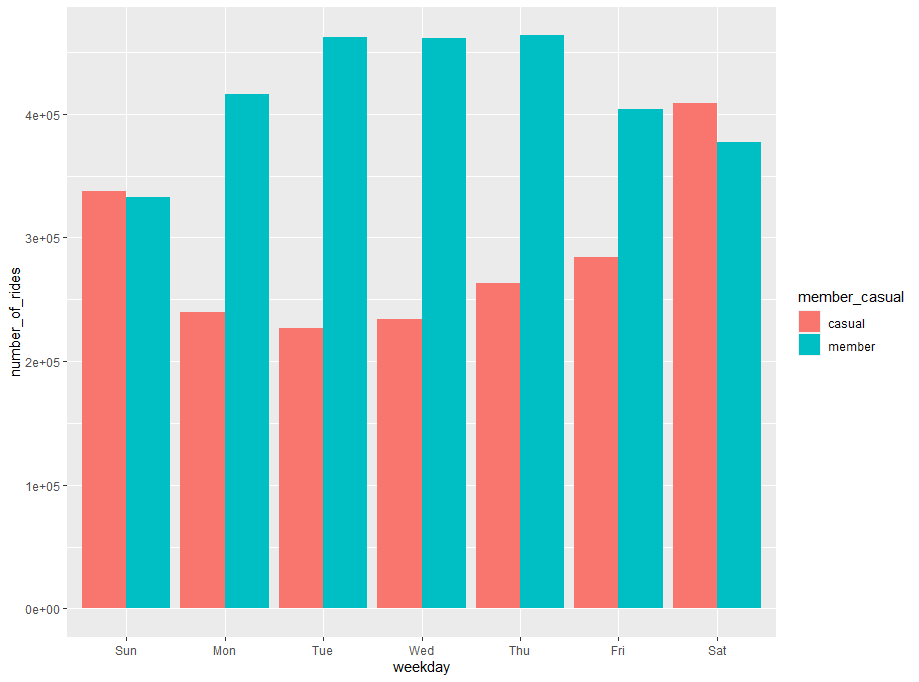 4e+05
3e+05
2e+05
1e+05
0e+00
number_of_rides
Sun Mon Tue Wed Thu Fri Sat
weekday
member_casual
casual
member